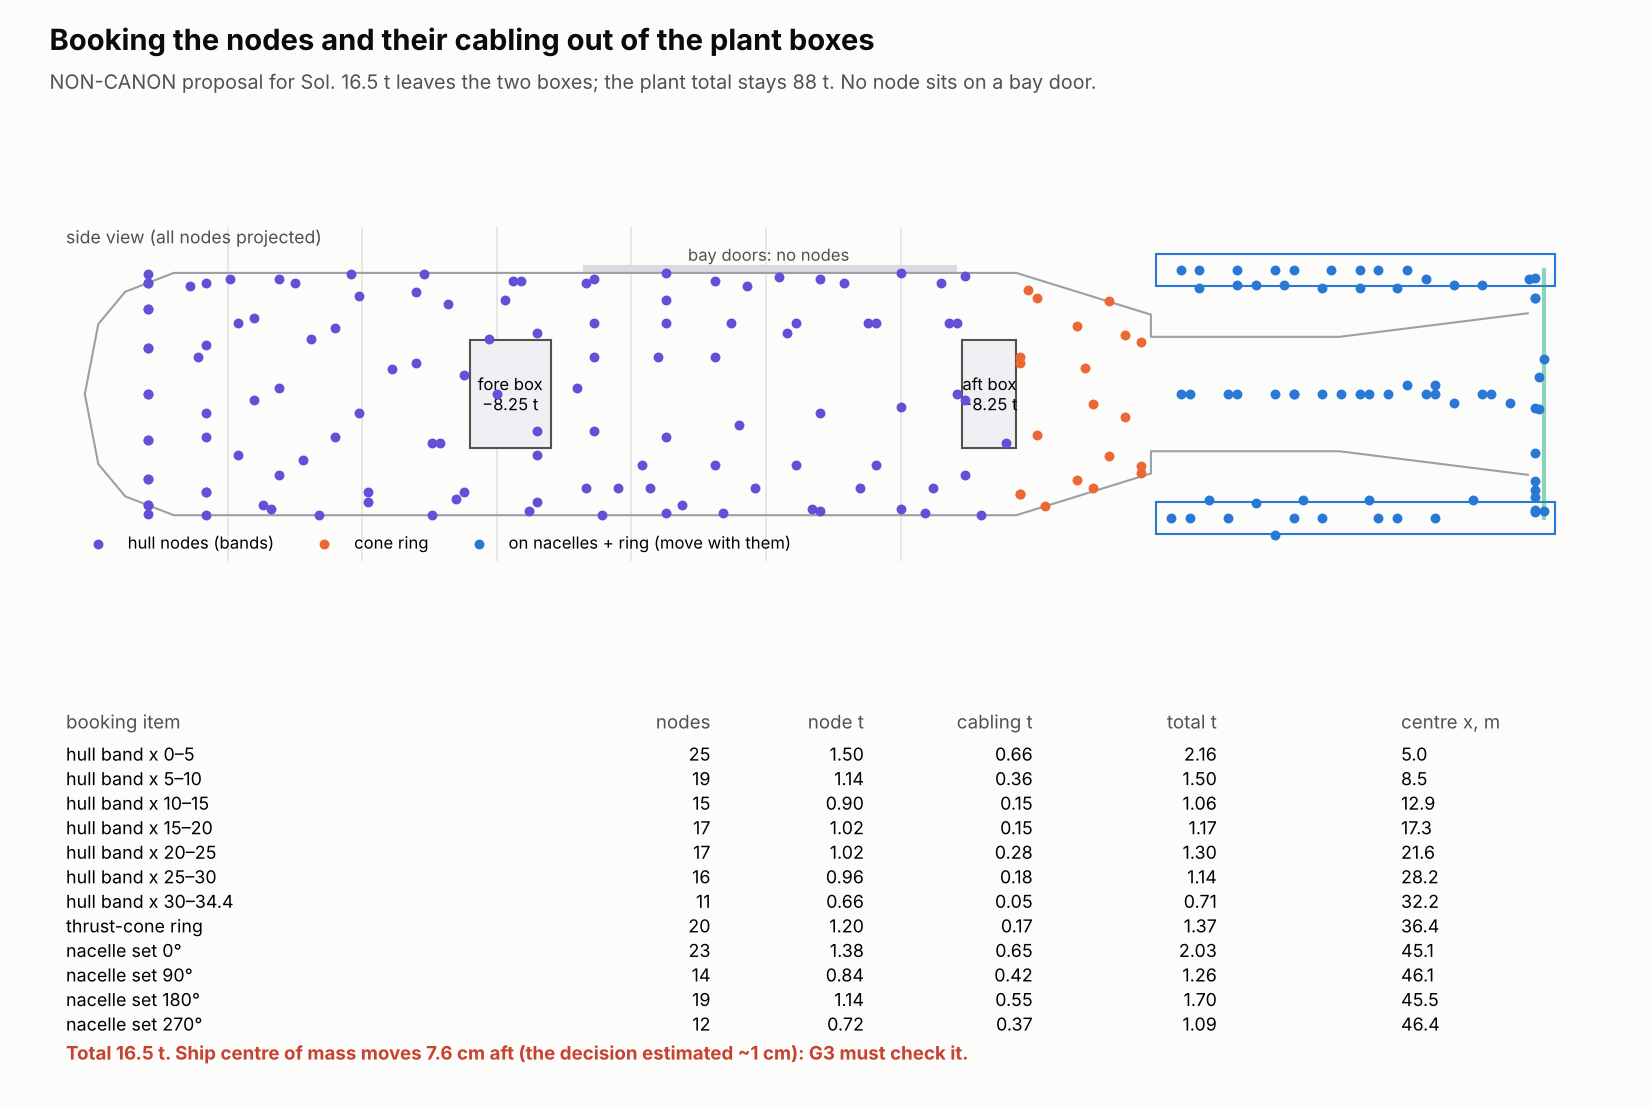 Booking the nodes and their cabling out of the plant boxes
NON-CANON proposal for Sol. 16.5 t leaves the two boxes; the plant total stays 88 t. No node sits on a bay door.
side view (all nodes projected)
bay doors: no nodes
fore box
−8.25 t
aft box
−8.25 t
hull nodes (bands)
cone ring
on nacelles + ring (move with them)
booking item nodes node t cabling t total t centre x, m
hull band x 0–5 25 1.50 0.66 2.16 5.0
hull band x 5–10 19 1.14 0.36 1.50 8.5
hull band x 10–15 15 0.90 0.15 1.06 12.9
hull band x 15–20 17 1.02 0.15 1.17 17.3
hull band x 20–25 17 1.02 0.28 1.30 21.6
hull band x 25–30 16 0.96 0.18 1.14 28.2
hull band x 30–34.4 11 0.66 0.05 0.71 32.2
thrust-cone ring 20 1.20 0.17 1.37 36.4
nacelle set 0° 23 1.38 0.65 2.03 45.1
nacelle set 90° 14 0.84 0.42 1.26 46.1
nacelle set 180° 19 1.14 0.55 1.70 45.5
nacelle set 270° 12 0.72 0.37 1.09 46.4
Total 16.5 t. Ship centre of mass moves 7.6 cm aft (the decision estimated ~1 cm): G3 must check it.